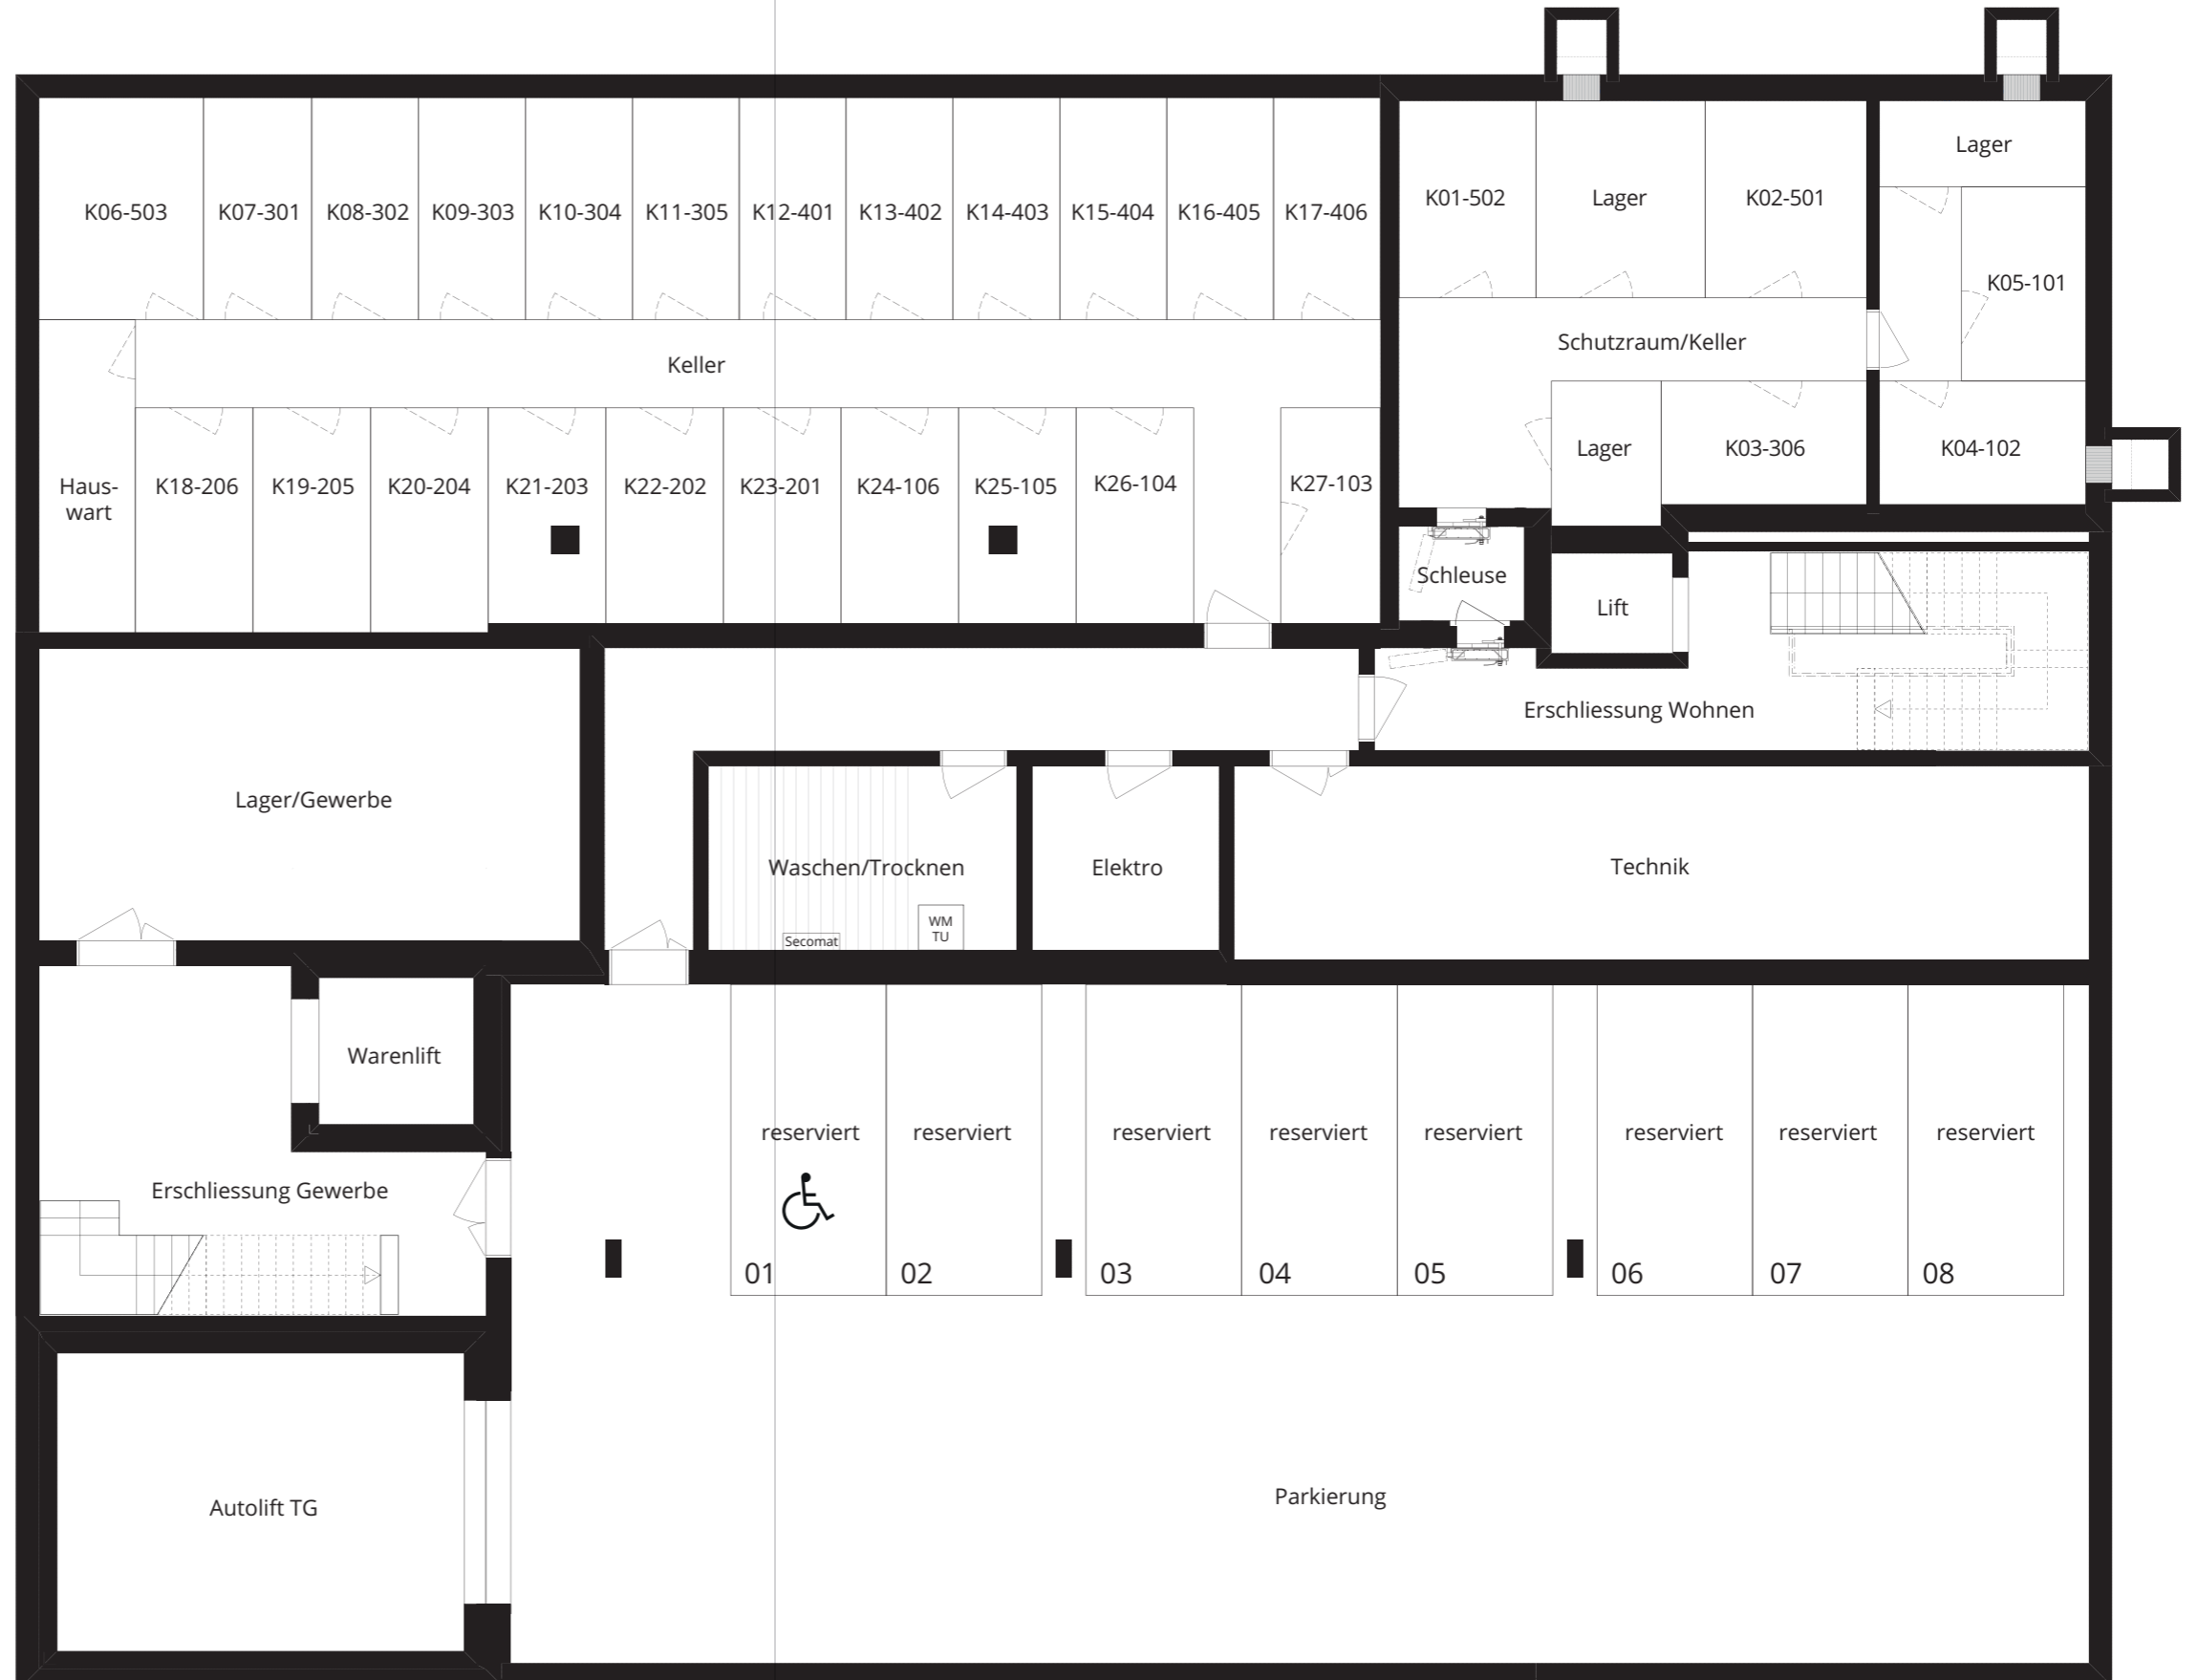 Lager
K06-503
K07-301
K08-302
K09-303
K10-304
K11-305
K12-401
K13-402
K14-403
K15-404
K16-405
K17-406
K01-502
Lager
K02-501
K05-101
Keller
Schutzraum/Keller
Haus-
wart
K18-206
K19-205
K20-204
K21-203
K22-202
K23-201
K24-106
K25-105
K26-104
K27-103
Lager
K03-306
K04-102
Schleuse
Lift
Erschliessung Wohnen
Lager/Gewerbe
Waschen/Trocknen
Elektro
Technik
WM
TU
Secomat
Warenlift
reserviert
reserviert
reserviert
reserviert
reserviert
reserviert
reserviert
reserviert
Erschliessung Gewerbe
01
02
03
04
05
06
07
08
Autolift TG
Parkierung